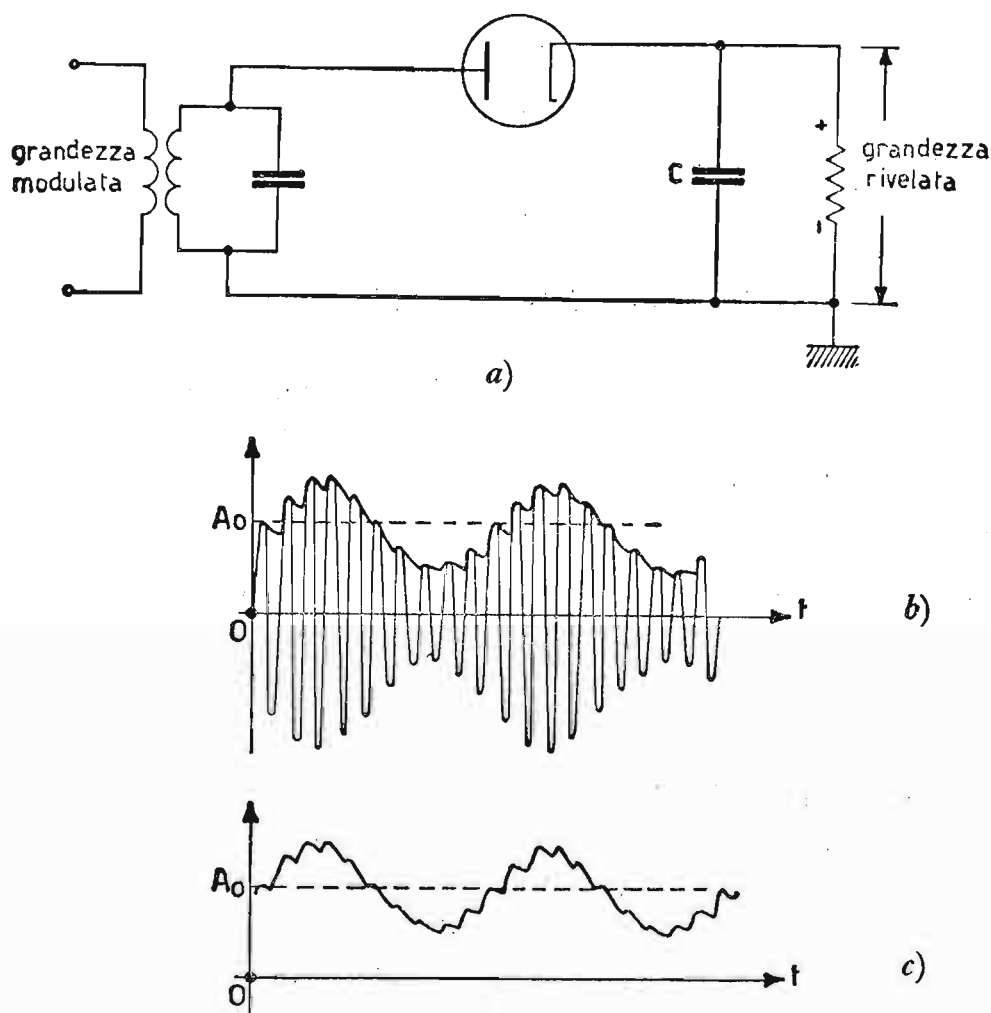 grandezza
modulata
C
+
-
grandezza
rivelata
a)
Ao
O
t
b)
Ao
O
t
c)